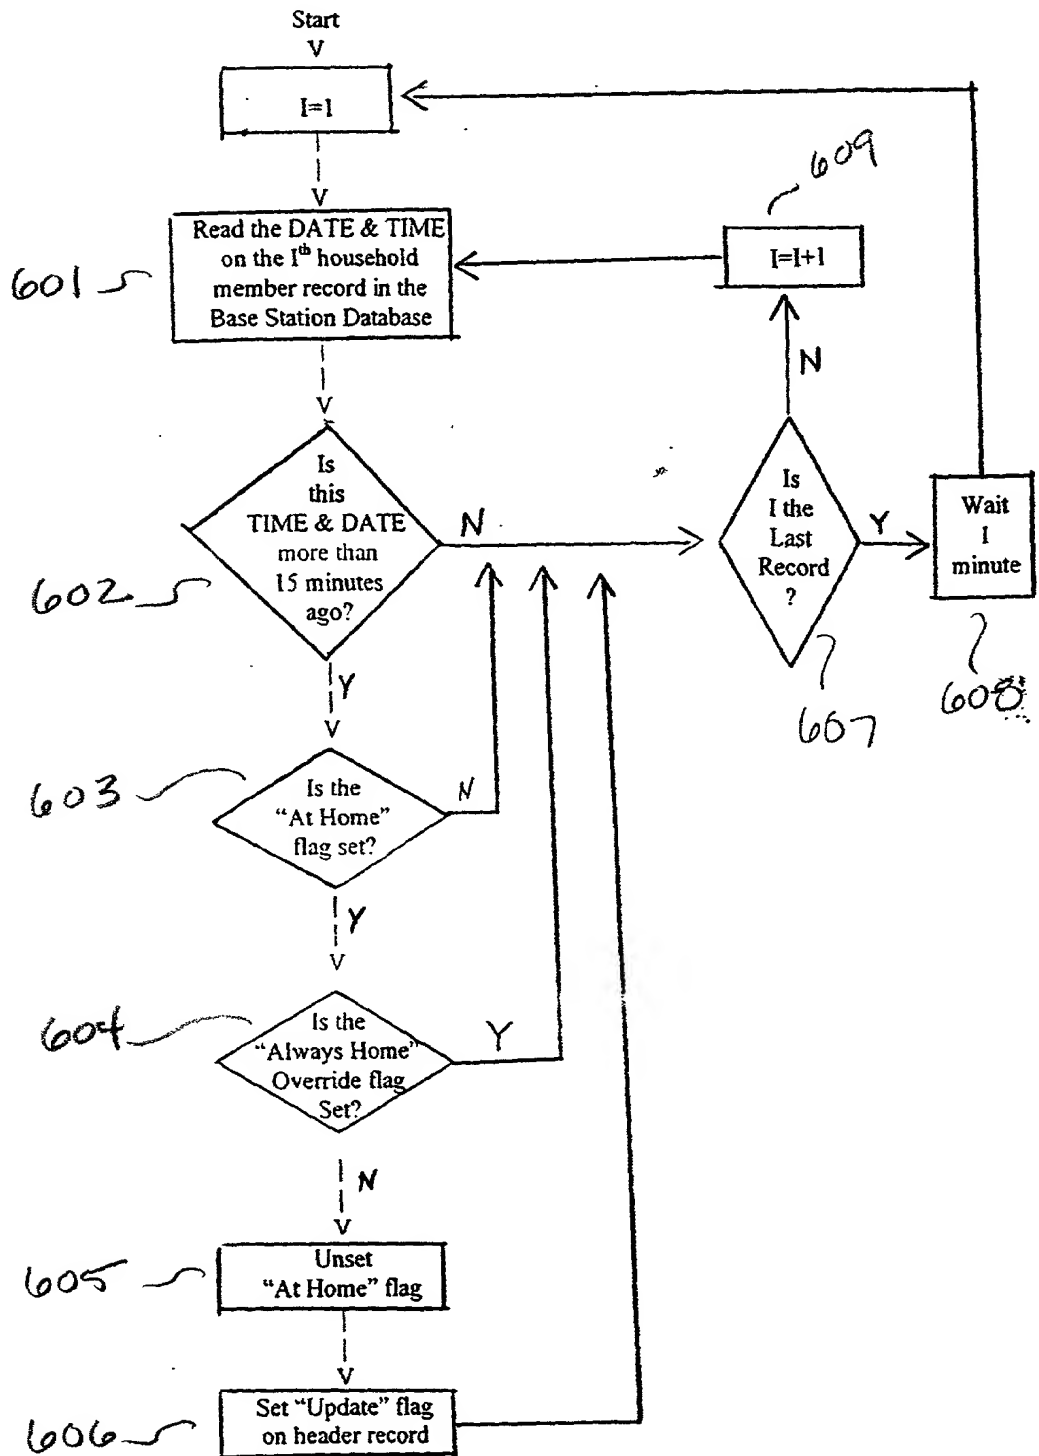 Start
V
I=1
V
609
Read the DATE & TIME
on the Ith household
member record in the
Base Station Database
I=I+1
601
N
V
Is
this
TIME & DATE
more than
15 minutes
ago?
N
Is
I the
Last
Record
?
Y
Wait
I
minute
602
607
608
Y
V
603
Is the
"At Home"
flag set?
N
Y
V
604
Is the
"Always Home"
Override flag
Set?
Y
N
V
605
Unset
"At Home" flag
V
606
Set "Update" flag
on header record